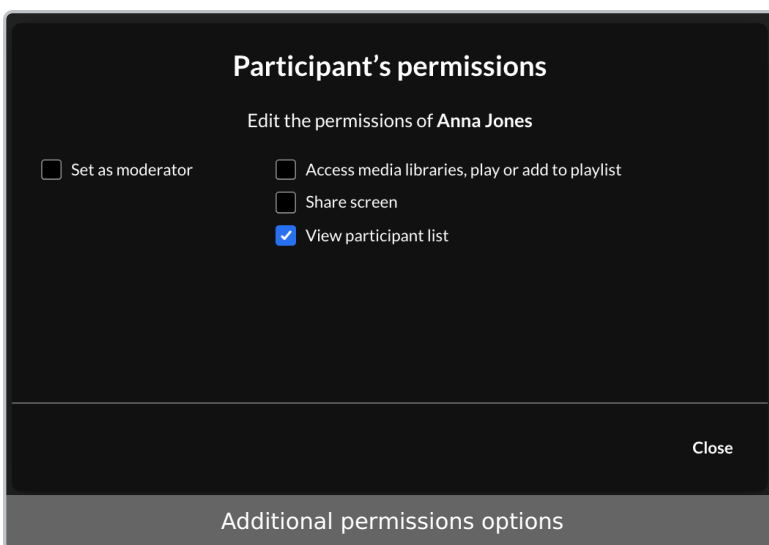 Participant’s permissions
Edit the permissions of Anna Jones
Set as moderator
Access media libraries, play or add to playlist
Share screen
View participant list
Close
Additional permissions options